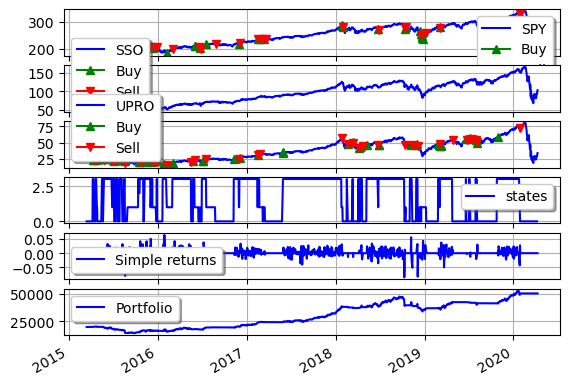 300
200
SPY
Buy
SSO
Buy
Sell
150
100
50
UPRO
Buy
Sell
75
50
25
2.5
0.0
states
0.05
0.00
−0.05
Simple returns
50000
25000
Portfolio
2015
2016
2017
2018
2019
2020